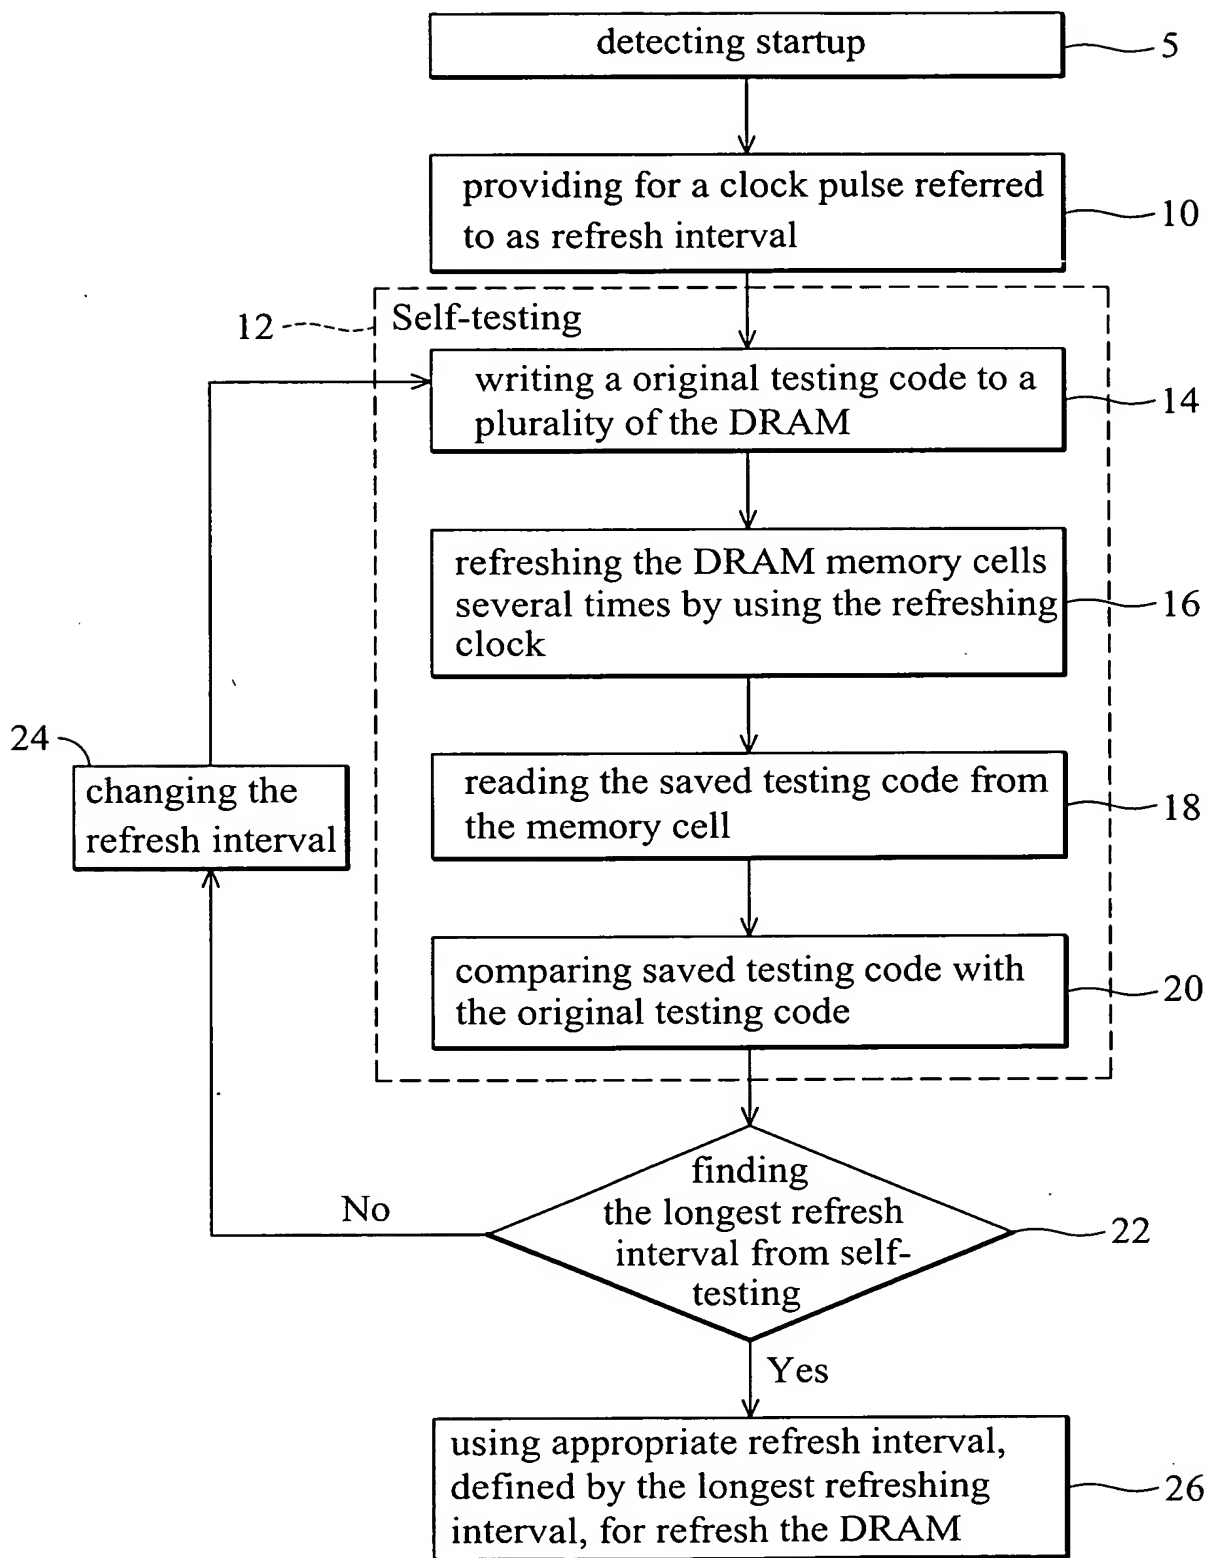 detecting startup
5
providing for a clock pulse referred
to as refresh interval
10
12
Self-testing
writing a original testing code to a
plurality of the DRAM
14
refreshing the DRAM memory cells
several times by using the refreshing
clock
16
24
changing the
refresh interval
reading the saved testing code from
the memory cell
18
comparing saved testing code with
the original testing code
20
finding
the longest refresh
interval from self-
testing
22
No
Yes
using appropriate refresh interval,
defined by the longest refreshing
interval, for refresh the DRAM
26